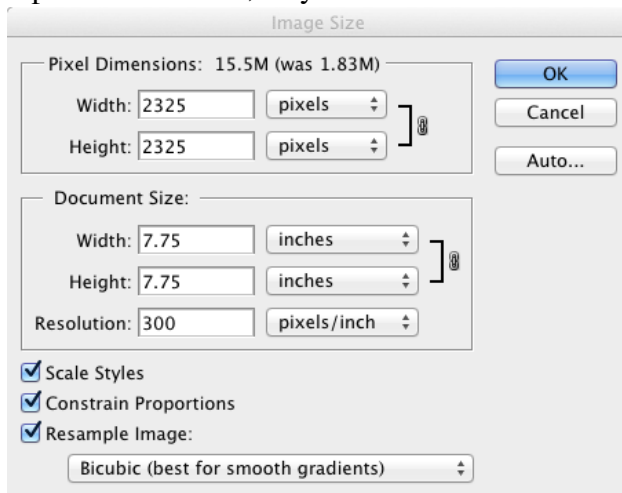 Image Size
Pixel Dimensions: 15.5M (was 1.83M)
Width: 2325 pixels
Height: 2325 pixels
OK
Cancel
Auto...
Document Size:
Width: 7.75 inches
Height: 7.75 inches
Resolution: 300 pixels/inch
Scale Styles
Constrain Proportions
Resample Image:
Bicubic (best for smooth gradients)